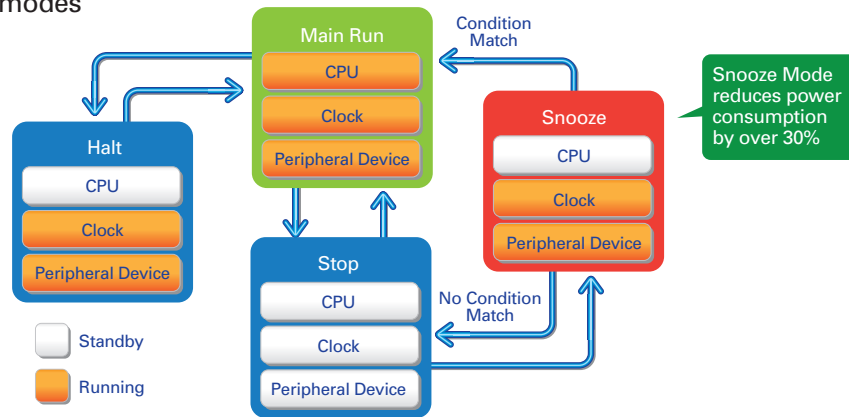 modes
Main Run
CPU
Clock
Peripheral Device
Condition
Match
Snooze
CPU
Clock
Peripheral Device
Snooze Mode
reduces power
consumption
by over 30%
Halt
CPU
Clock
Peripheral Device
Stop
CPU
Clock
Peripheral Device
No Condition
Match
Standby
Running